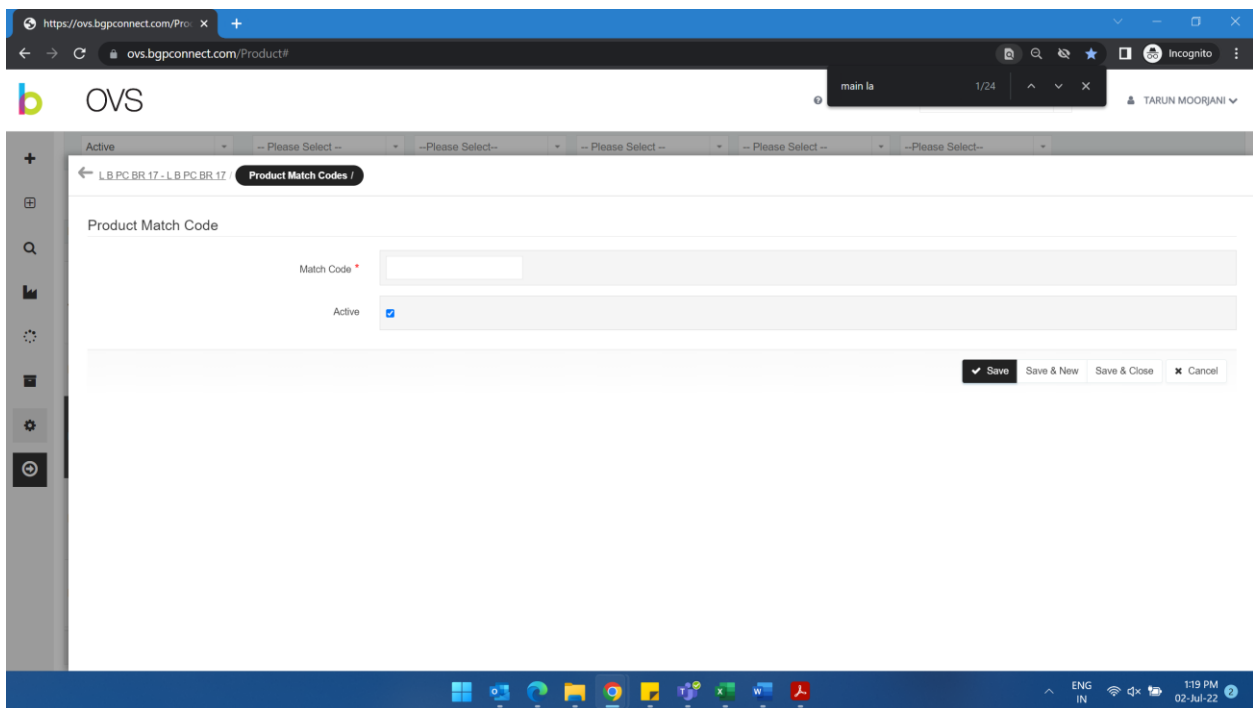 https://ovs.bgpconnect.com/Pro
ovs.bgpconnect.com/Product#
Incognito
main la 1/24
b OVS
TARUN MOORJANI
Active -- Please Select -- --Please Select-- -- Please Select -- -- Please Select -- --Please Select--
L B PC BR 17 - L B PC BR 17 / Product Match Codes /
Product Match Code
Match Code *
Active
Save Save & New Save & Close Cancel
ENG 1:19 PM
IN 02-Jul-22 2